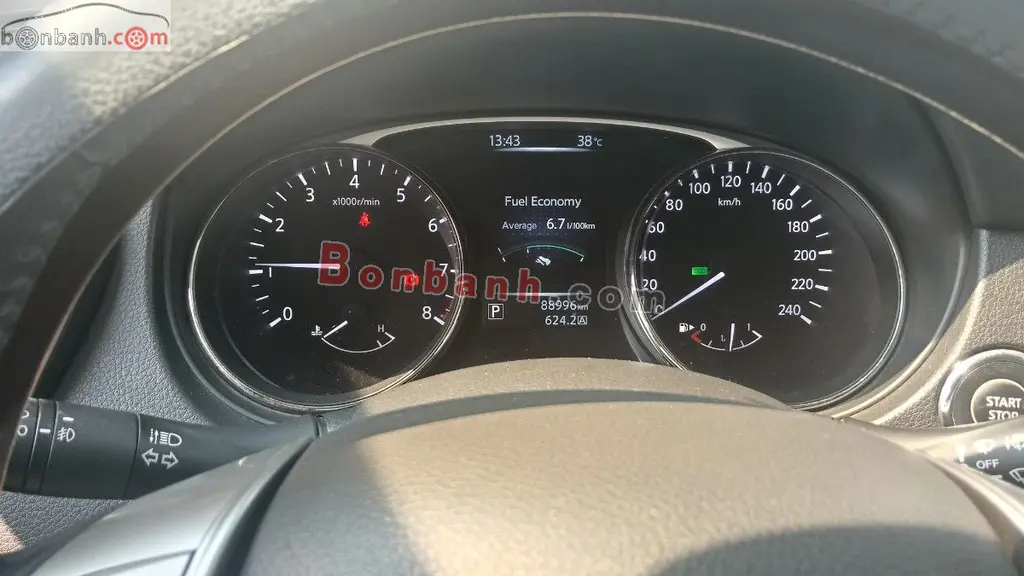 bonbanh.com
13:43 38°C
Fuel Economy
Average 6.7 l/100km
0 1 2 3 4 5 6 7 8
x1000r/min
20 40 60 80 100 120 140 160 180 200 220 240
km/h
Bonbanh.com
P 88996km
624.2 A
H
0 1
START
STOP
OFF